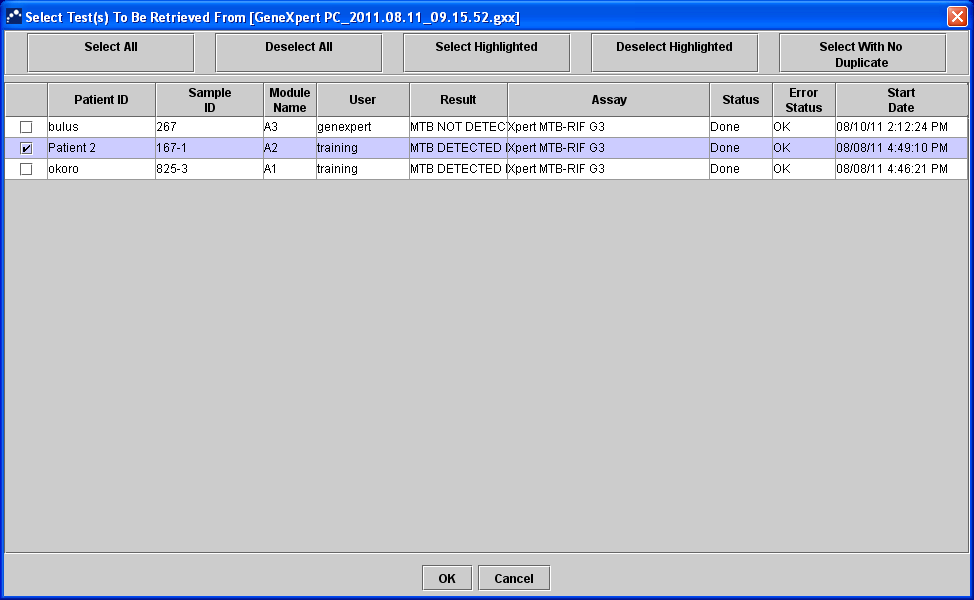 Select Test(s) To Be Retrieved From [GeneXpert PC_2011.08.11_09.15.52.gxx]
Select All Deselect All Select Highlighted Deselect Highlighted Select With No Duplicate
Patient ID Sample ID Module Name User Result Assay Status Error Status Start Date
bulus 267 A3 genexpert MTB NOT DETEC Xpert MTB-RIF G3 Done OK 08/10/11 2:12:24 PM
Patient 2 167-1 A2 training MTB DETECTED Xpert MTB-RIF G3 Done OK 08/08/11 4:49:10 PM
okoro 825-3 A1 training MTB DETECTED Xpert MTB-RIF G3 Done OK 08/08/11 4:46:21 PM
OK Cancel